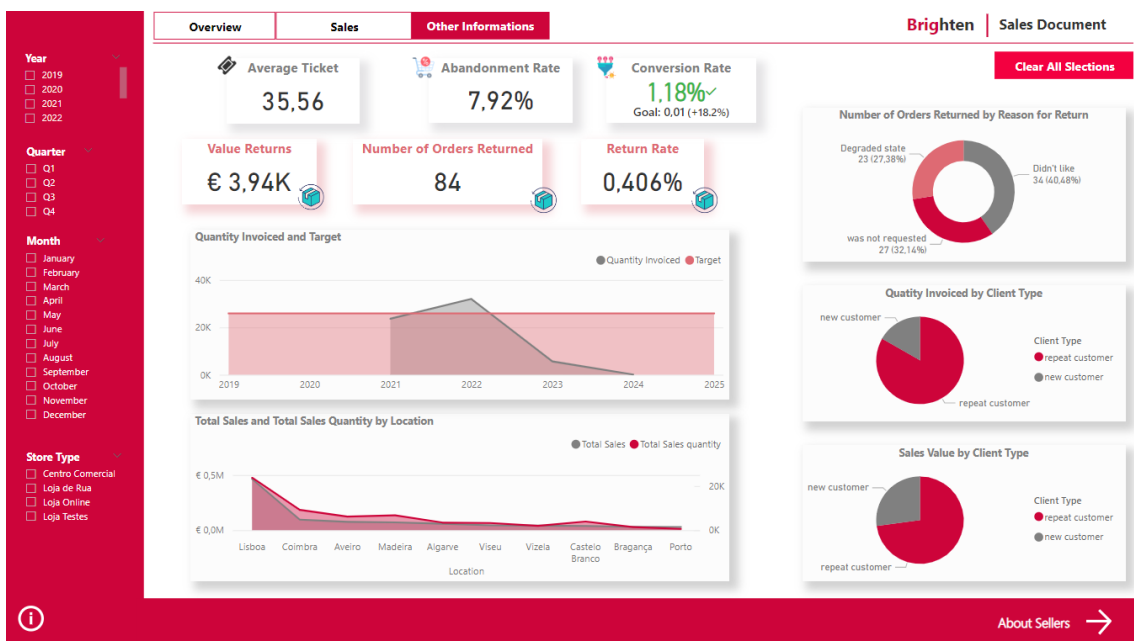 Overview
Sales
Other Informations
Brighten
Sales Document
Clear All Slections
Year
2019
2020
2021
2022
Quarter
Q1
Q2
Q3
Q4
Month
January
February
March
April
May
June
July
August
September
October
November
December
Store Type
Centro Comercial
Loja de Rua
Loja Online
Loja Testes
Average Ticket
35,56
Abandonment Rate
7,92%
Conversion Rate
1,18%
Goal: 0,01 (+18.2%)
Value Returns
€ 3,94K
Number of Orders Returned
84
Return Rate
0,406%
Quantity Invoiced and Target
Quantity Invoiced Target
40K
20K
0K
2019 2020 2021 2022 2023 2024 2025
Total Sales and Total Sales Quantity by Location
Total Sales Total Sales quantity
€ 0,5M
€ 0,0M
20K
0K
Lisboa Coimbra Aveiro Madeira Algarve Viseu Vizela Castelo Branco Bragança Porto
Location
Number of Orders Returned by Reason for Return
Degraded state
23 (27,38%)
Didn't like
34 (40,48%)
was not requested
27 (32,14%)
Quatity Invoiced by Client Type
new customer
repeat customer
Client Type
repeat customer
new customer
Sales Value by Client Type
new customer
repeat customer
Client Type
repeat customer
new customer
About Sellers